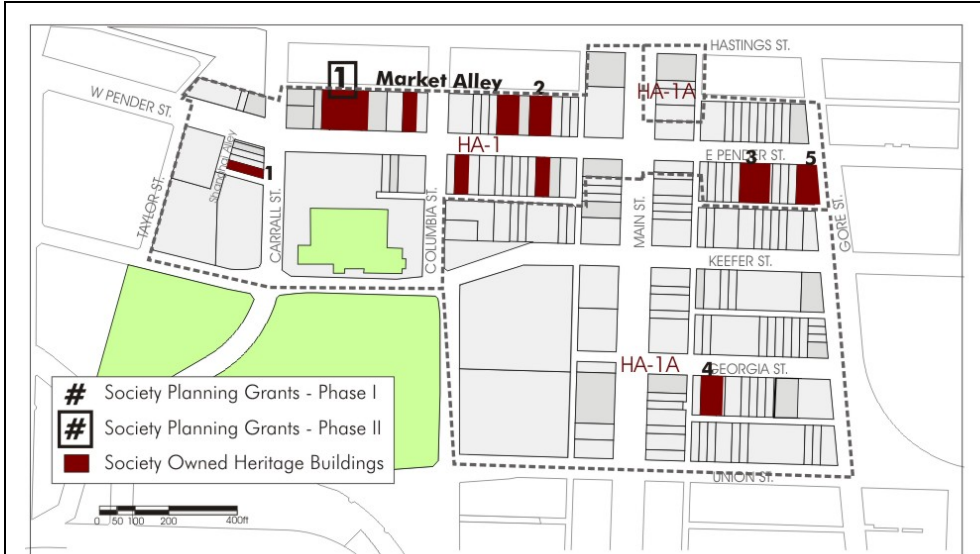 HASTINGS ST.
1 Market Alley
2
HA-1A
W PENDER ST.
HA-1
E PENDER ST.
3
5
Shanghai Alley
1
TAYLOR ST.
CARRALL ST.
COLUMBIA ST.
MAIN ST.
GORE ST.
KEEFER ST.
HA-1A
4
GEORGIA ST.
UNION ST.
# Society Planning Grants - Phase I
# Society Planning Grants - Phase II
Society Owned Heritage Buildings
0 50 100 200 400ft